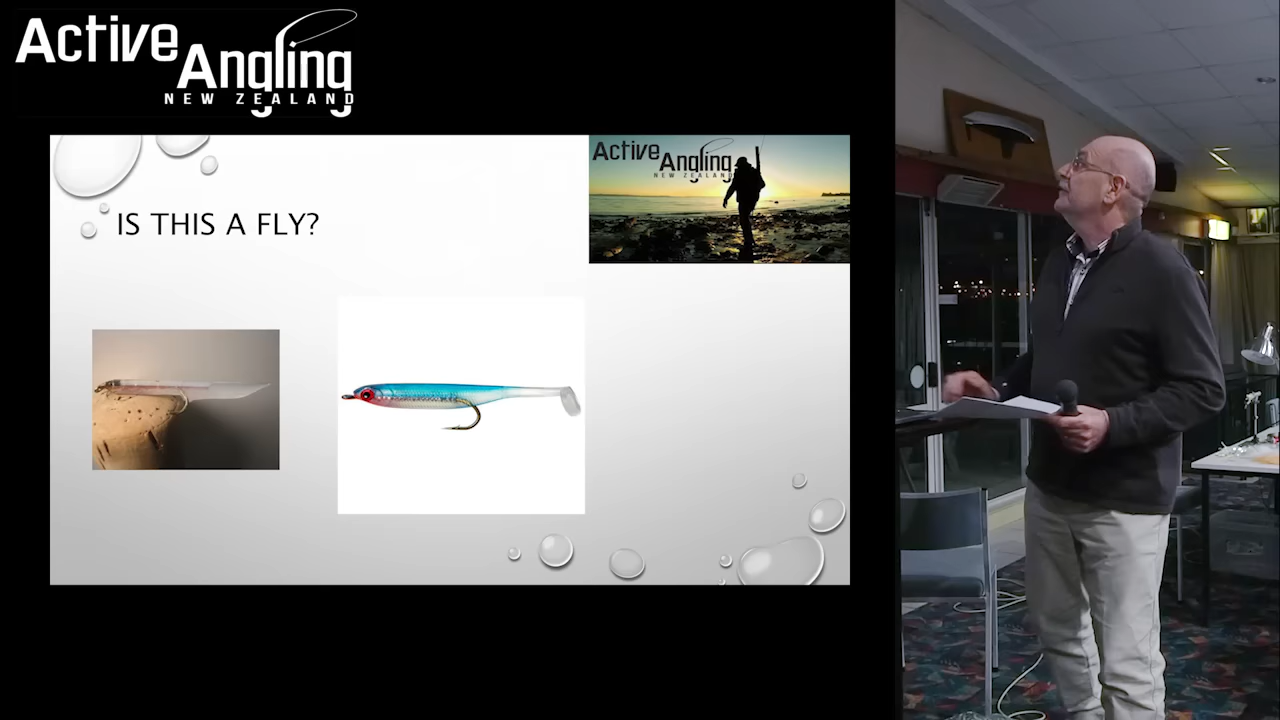 Active
Angling
NEW ZEALAND
Active
Angling
NEW ZEALAND
IS THIS A FLY?